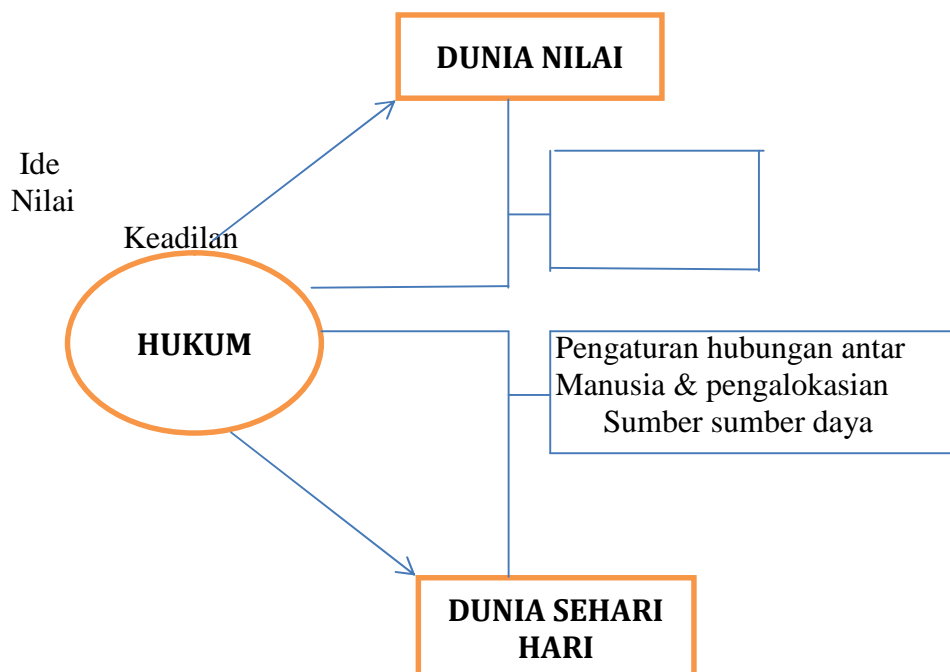 DUNIA NILAI
Ide
Nilai
Keadilan
HUKUM
Pengaturan hubungan antar
Manusia & pengalokasian
Sumber sumber daya
DUNIA SEHARI
HARI